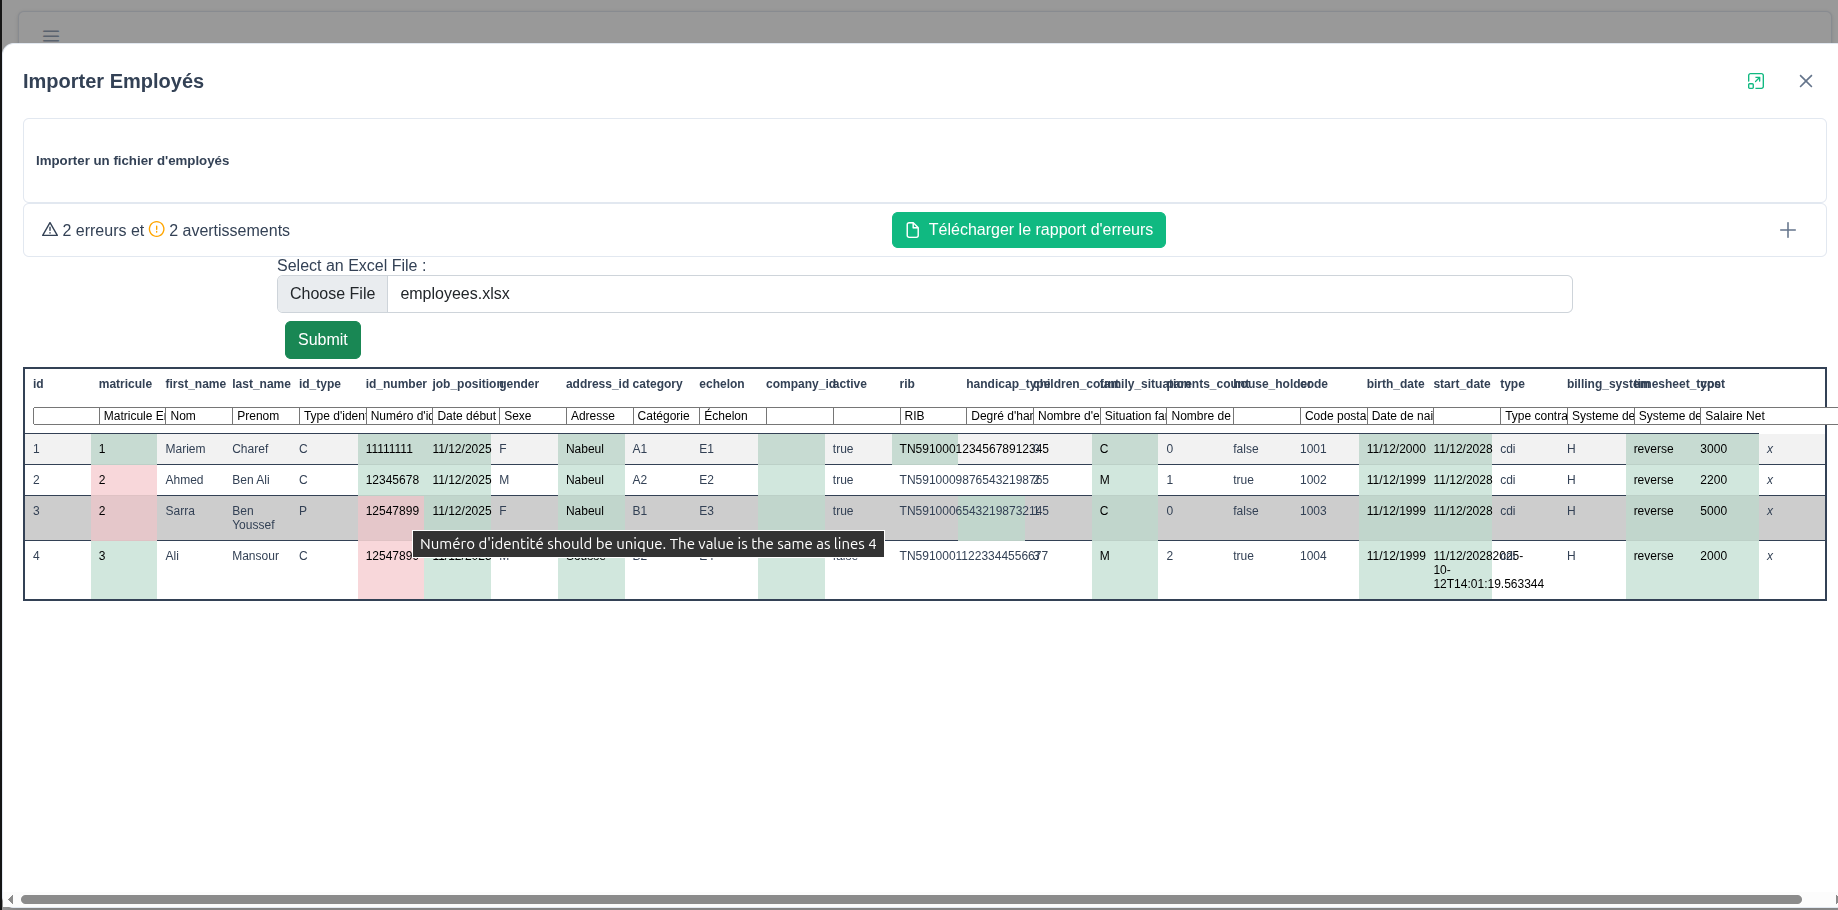 Importer Employés
Importer un fichier d'employés
2 erreurs et 2 avertissements
Télécharger le rapport d'erreurs
Select an Excel File :
Choose File employees.xlsx
Submit
id matricule first_name last_name id_type id_number job_position gender address_id category echelon company_id active rib handicap_type children_count family_situation parents_count house_holder code birth_date start_date type billing_system timesheet_type cost
Matricule E Nom Prenom Type d'iden Numéro d'ic Date début Sexe Adresse Catégorie Échelon RIB Degré d'har Nombre d'e Situation fa Nombre de Code posta Date de nai Type contra Systeme de Systeme de Salaire Net
1 1 Mariem Charef C 11111111 11/12/2025 F Nabeul A1 E1 true C 0 false 1001 11/12/2000 11/12/2028 cdi H reverse 3000 x
2 2 Ahmed Ben Ali C 12345678 11/12/2025 M Nabeul A2 E2 true M 1 true 1002 11/12/1999 11/12/2028 cdi H reverse 2200 x
3 2 Sarra Ben P 12547899 11/12/2025 F Nabeul B1 E3 true C 0 false 1003 11/12/1999 11/12/2028 cdi H reverse 5000 x
Youssef
Numéro d'identité should be unique. The value is the same as lines 4
4 3 Ali Mansour C M 2 true 1004 11/12/1999 11/12/2028 2025- H reverse 2000 x
10-
12T14:01:19.563344